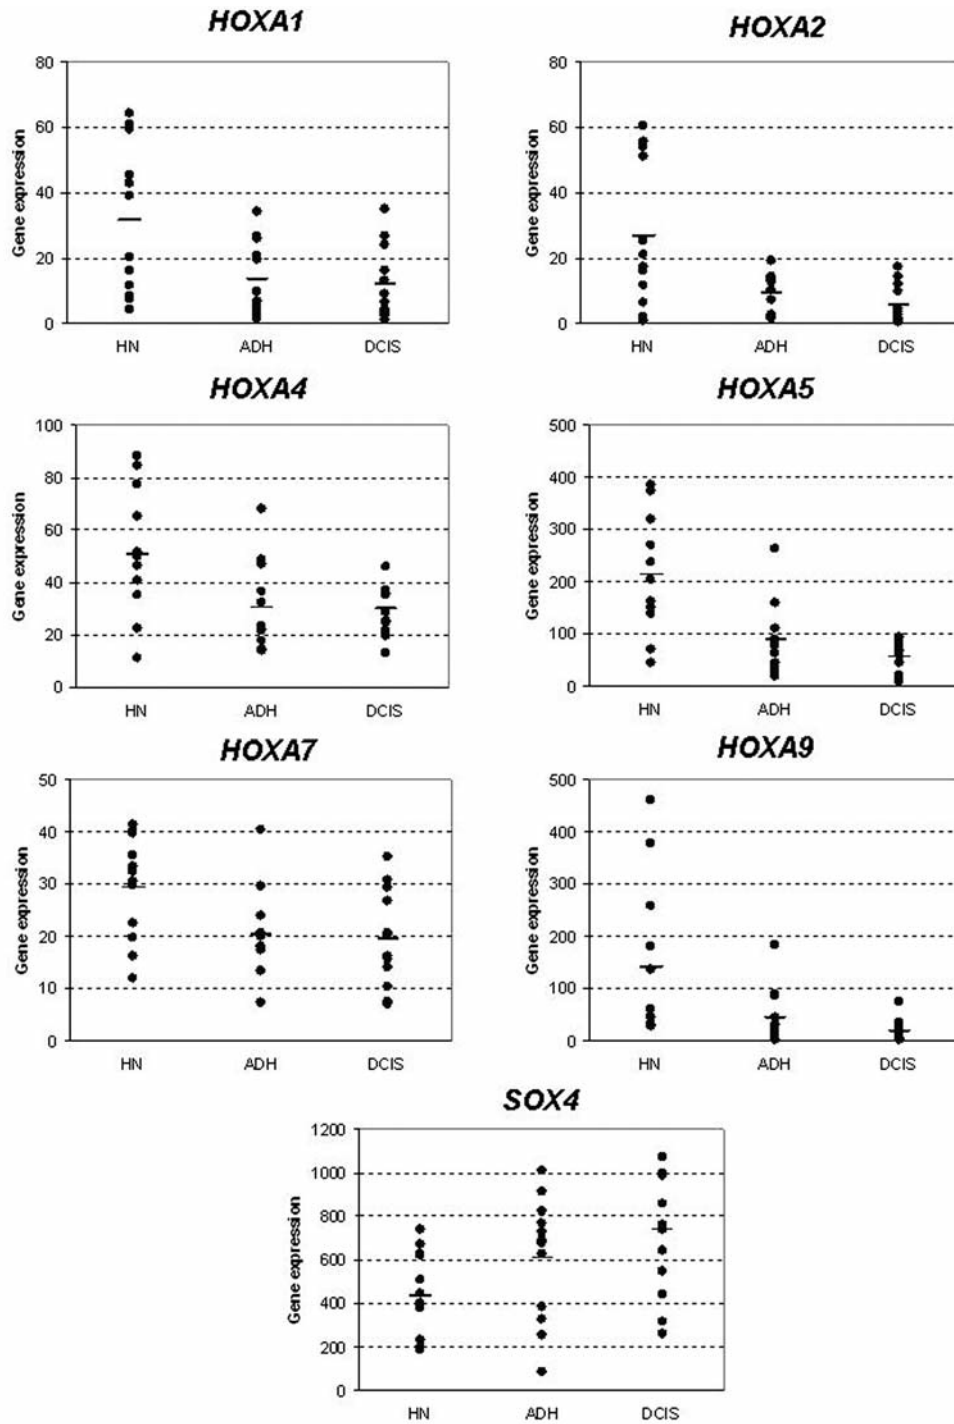 HOXA1
80
60
40
20
0
Gene expression
HN ADH DCIS
HOXA2
80
60
40
20
0
Gene expression
HN ADH DCIS
HOXA4
100
80
60
40
20
0
Gene expression
HN ADH DCIS
HOXA5
500
400
300
200
100
0
Gene expression
HN ADH DCIS
HOXA7
50
40
30
20
10
0
Gene expression
HN ADH DCIS
HOXA9
500
400
300
200
100
0
Gene expression
HN ADH DCIS
SOX4
1200
1000
800
600
400
200
0
Gene expression
HN ADH DCIS